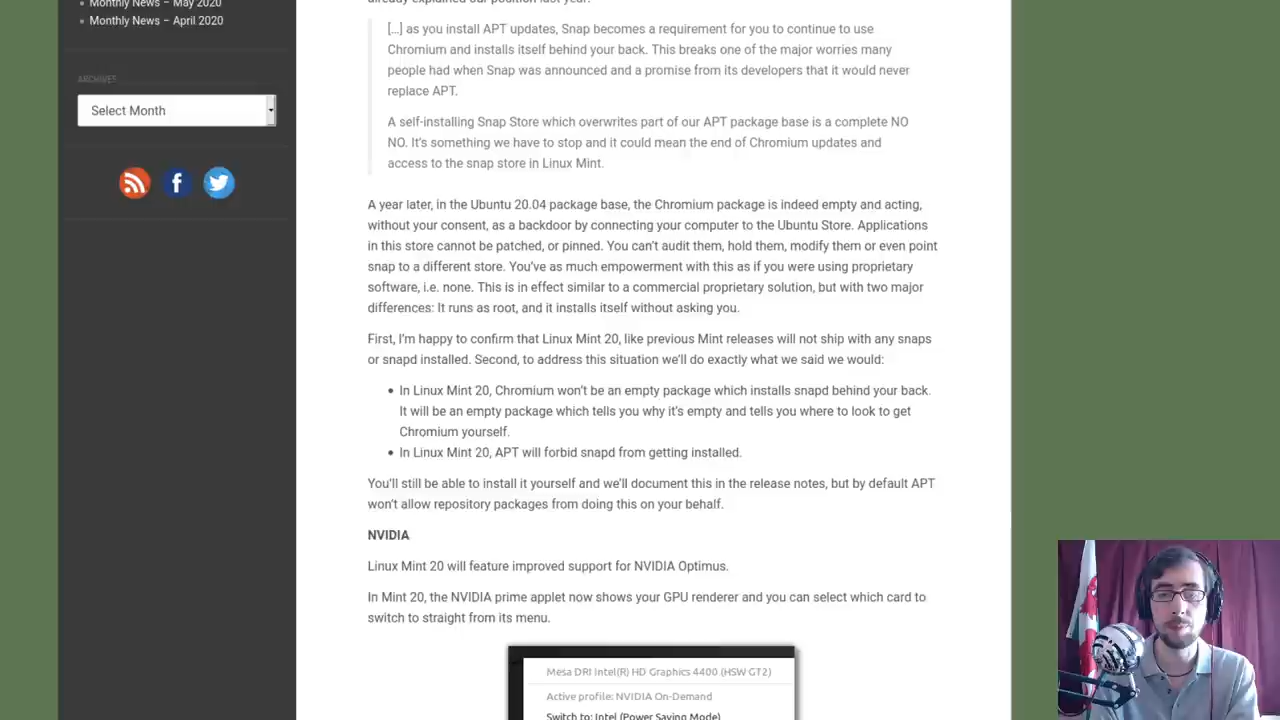 Monthly News – May 2020
Monthly News – April 2020
ARCHIVES
Select Month
already explained our position last year:
[…] as you install APT updates, Snap becomes a requirement for you to continue to use
Chromium and installs itself behind your back. This breaks one of the major worries many
people had when Snap was announced and a promise from its developers that it would never
replace APT.
A self-installing Snap Store which overwrites part of our APT package base is a complete NO
NO. It's something we have to stop and it could mean the end of Chromium updates and
access to the snap store in Linux Mint.
A year later, in the Ubuntu 20.04 package base, the Chromium package is indeed empty and acting,
without your consent, as a backdoor by connecting your computer to the Ubuntu Store. Applications
in this store cannot be patched, or pinned. You can't audit them, hold them, modify them or even point
snap to a different store. You've as much empowerment with this as if you were using proprietary
software, i.e. none. This is in effect similar to a commercial proprietary solution, but with two major
differences: It runs as root, and it installs itself without asking you.
First, I'm happy to confirm that Linux Mint 20, like previous Mint releases will not ship with any snaps
or snapd installed. Second, to address this situation we'll do exactly what we said we would:
In Linux Mint 20, Chromium won't be an empty package which installs snapd behind your back.
It will be an empty package which tells you why it's empty and tells you where to look to get
Chromium yourself.
In Linux Mint 20, APT will forbid snapd from getting installed.
You'll still be able to install it yourself and we'll document this in the release notes, but by default APT
won't allow repository packages from doing this on your behalf.
NVIDIA
Linux Mint 20 will feature improved support for NVIDIA Optimus.
In Mint 20, the NVIDIA prime applet now shows your GPU renderer and you can select which card to
switch to straight from its menu.
Mesa DRI Intel(R) HD Graphics 4400 (HSW GT2)
Active profile: NVIDIA On-Demand
Switch to: Intel (Power Saving Mode)